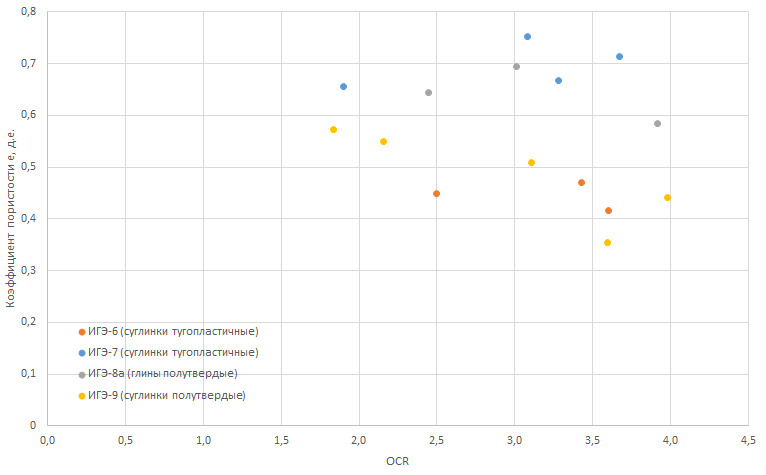 0,8
0,7
0,6
0,5
0,4
0,3
0,2
0,1
0
Коэффициент пористости e, д.е.
ИГЭ-6 (суглинки тугопластичные)
ИГЭ-7 (суглинки тугопластичные)
ИГЭ-8а (глины полутвердые)
ИГЭ-9 (суглинки полутвердые)
0,0 0,5 1,0 1,5 2,0 2,5 3,0 3,5 4,0 4,5
OCR